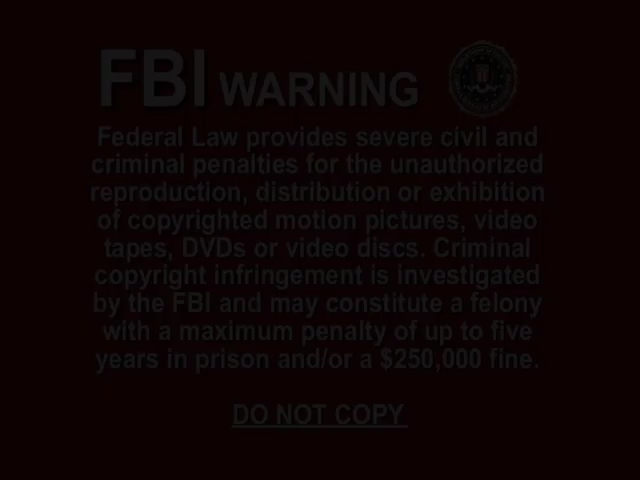 FBI WARNING
Federal Law provides severe civil and
criminal penalties for the unauthorized
reproduction, distribution or exhibition
of copyrighted motion pictures, video
tapes, DVDs or video discs. Criminal
copyright infringement is investigated
by the FBI and may constitute a felony
with a maximum penalty of up to five
years in prison and/or a $250,000 fine.
DO NOT COPY